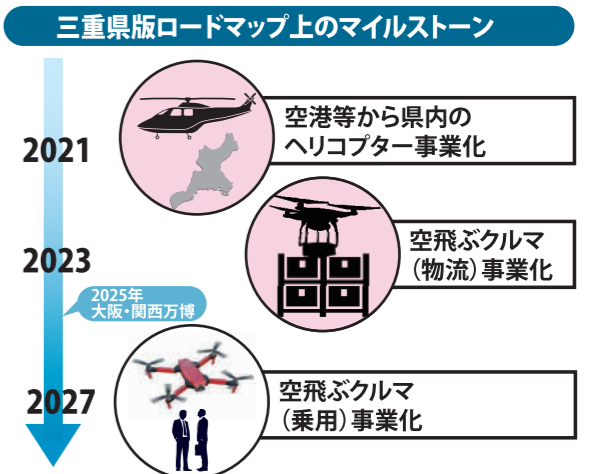 三重県版ロードマップ上のマイルストーン
2021
空港等から県内の
ヘリコプター事業化
2023
空飛ぶクルマ
（物流）事業化
2025年
大阪・関西万博
2027
空飛ぶクルマ
（乗用）事業化